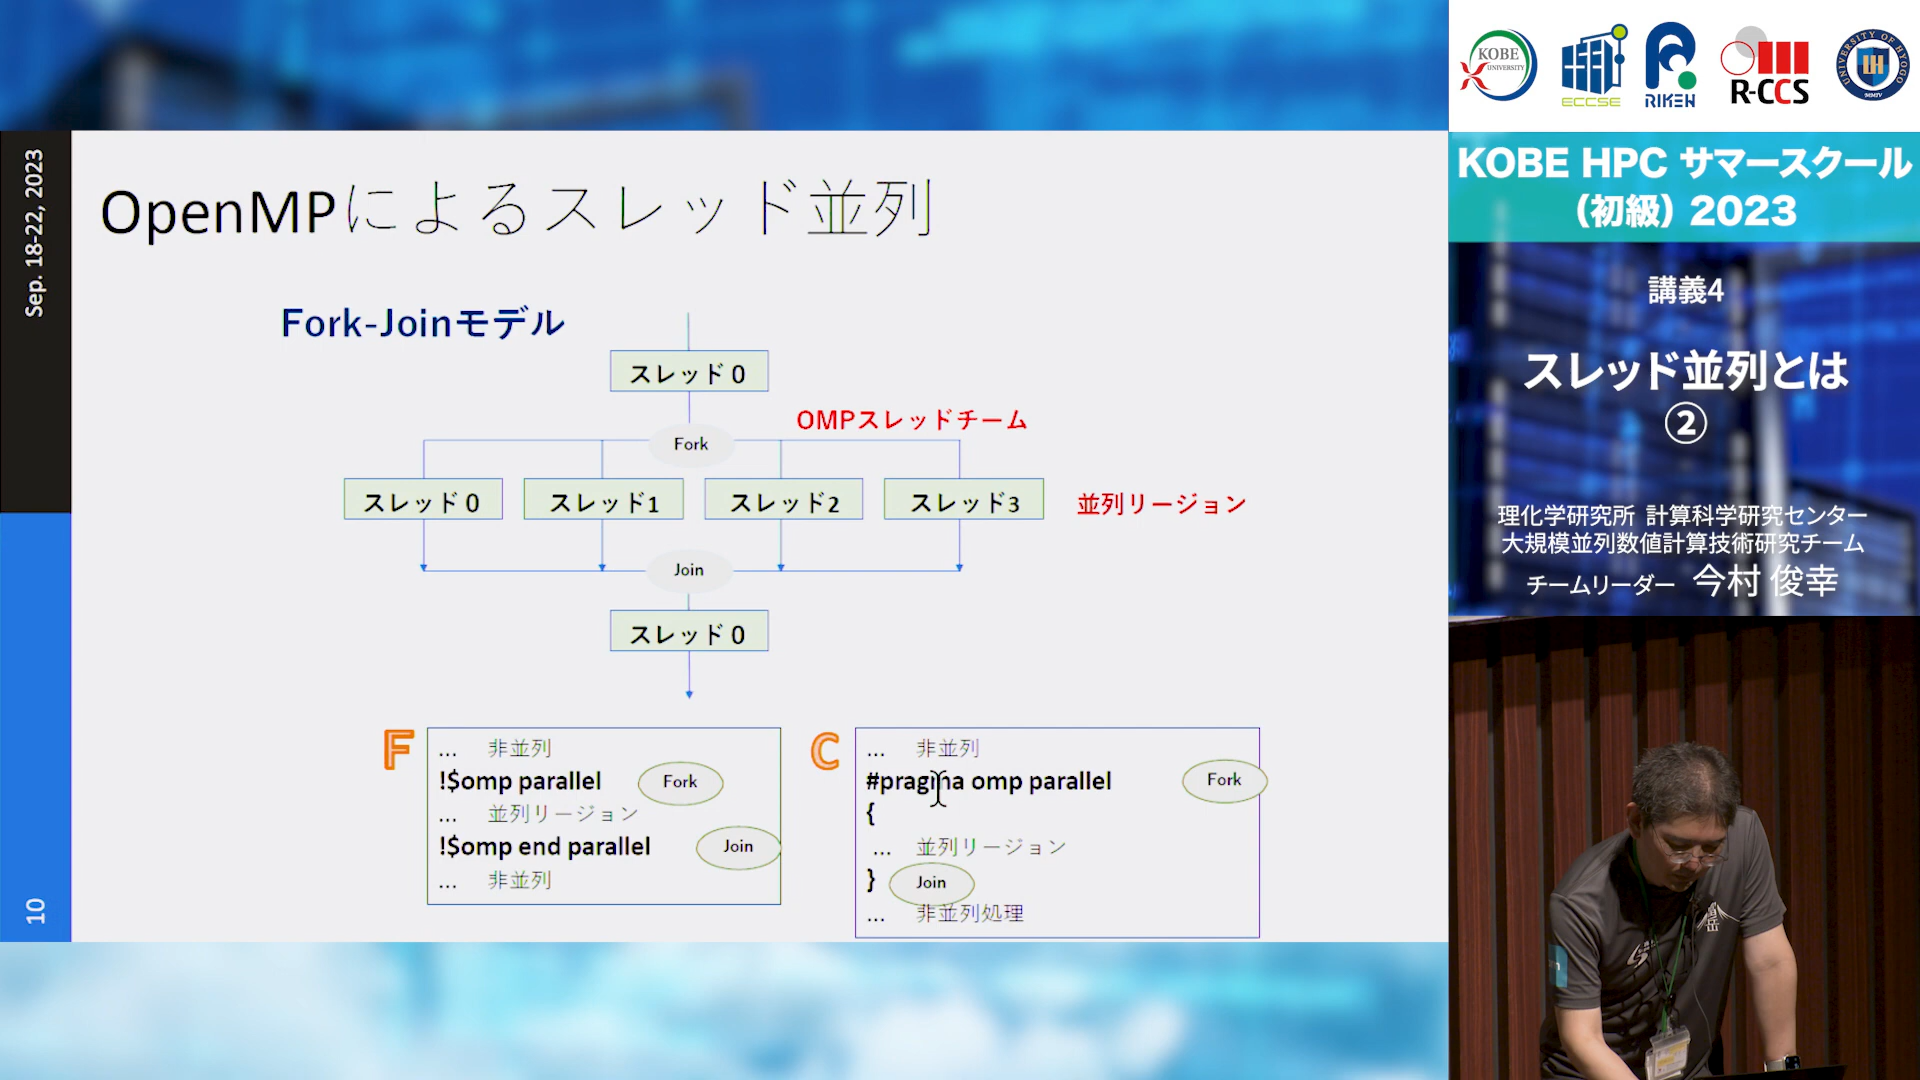 Sep. 18-22, 2023
10
OpenMPによるスレッド並列
Fork-Joinモデル
スレッド0
OMPスレッドチーム
Fork
スレッド0
スレッド1
スレッド2
スレッド3
並列リージョン
Join
スレッド0
F
... 非並列
!$omp parallel
Fork
... 並列リージョン
!$omp end parallel
Join
... 非並列
C
... 非並列
#pragma omp parallel
Fork
{
... 並列リージョン
}
Join
... 非並列処理
KOBE
UNIVERSITY
ECCSE
RIKEN
R-CCS
UNIVERSITY OF HYOGO
KOBE HPC サマースクール
(初級) 2023
講義4
スレッド並列とは
②
理化学研究所 計算科学研究センター
大規模並列数値計算技術研究チーム
チームリーダー 今村 俊幸